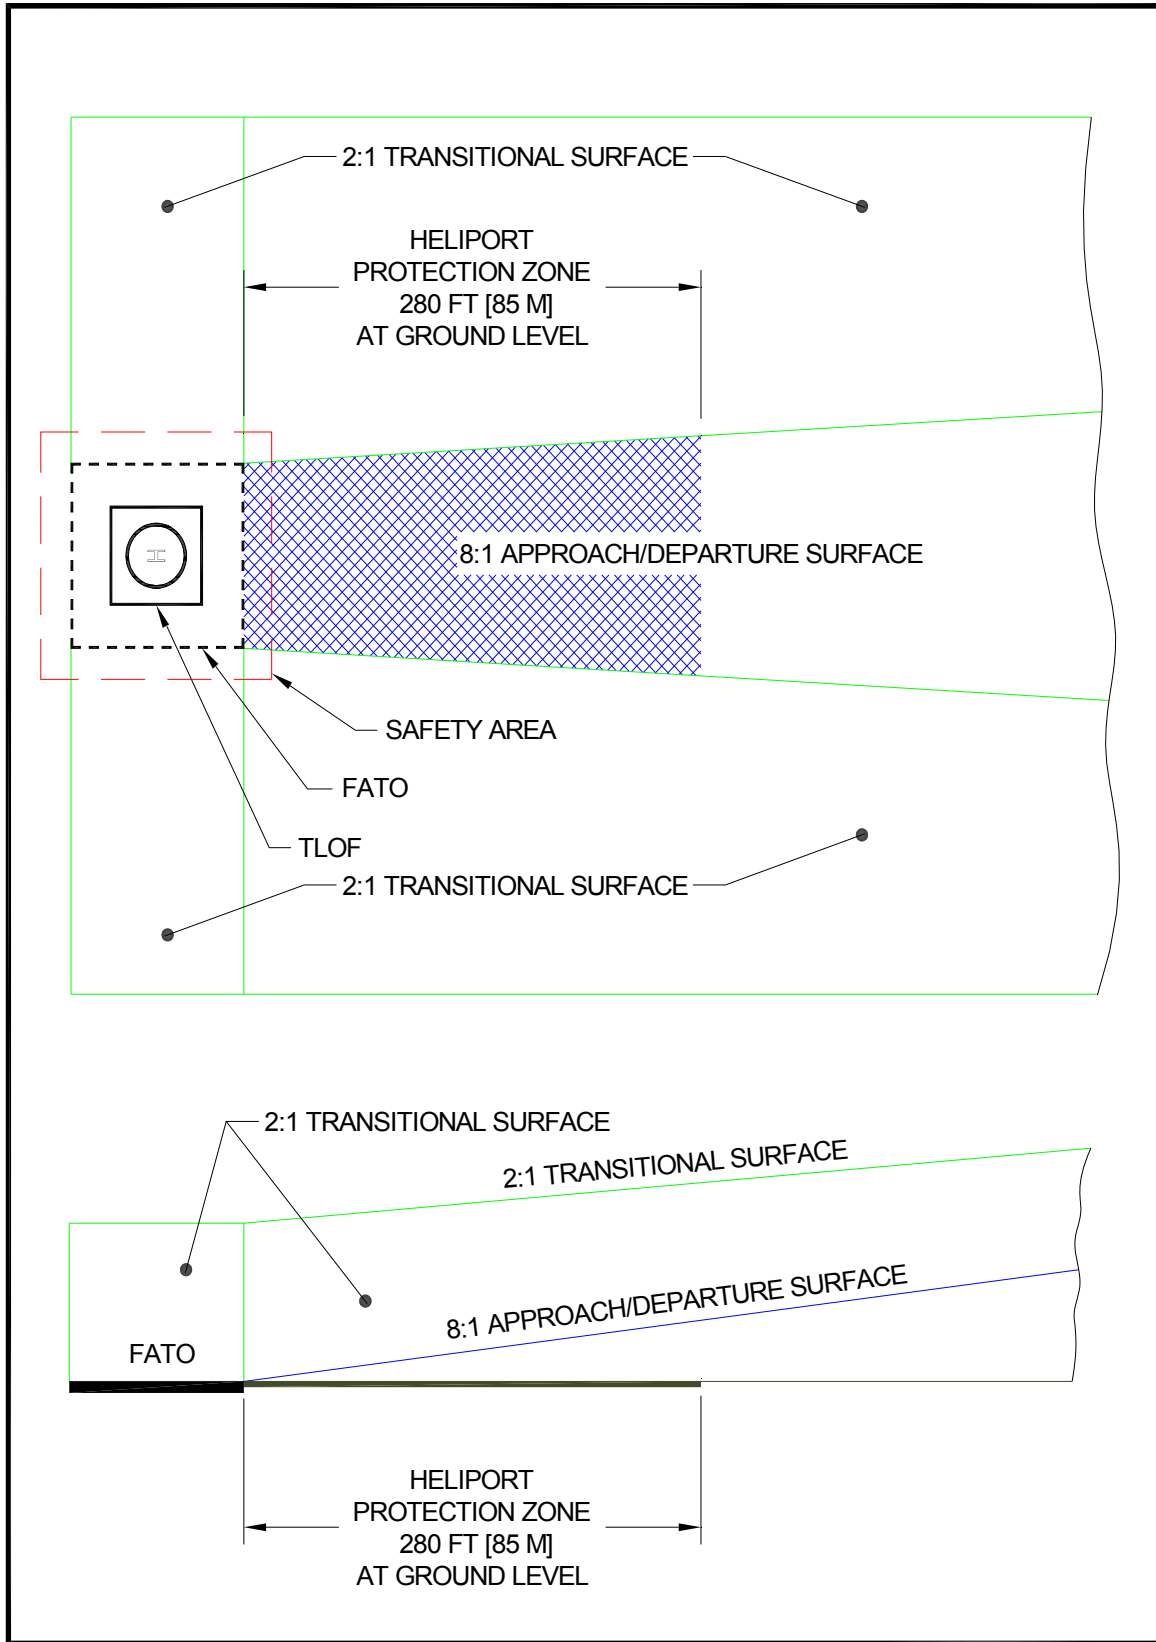 2:1 TRANSITIONAL SURFACE
HELIPORT
PROTECTION ZONE
280 FT [85 M]
AT GROUND LEVEL
H
8:1 APPROACH/DEPARTURE SURFACE
SAFETY AREA
FATO
TLOF
2:1 TRANSITIONAL SURFACE
2:1 TRANSITIONAL SURFACE
2:1 TRANSITIONAL SURFACE
8:1 APPROACH/DEPARTURE SURFACE
FATO
HELIPORT
PROTECTION ZONE
280 FT [85 M]
AT GROUND LEVEL